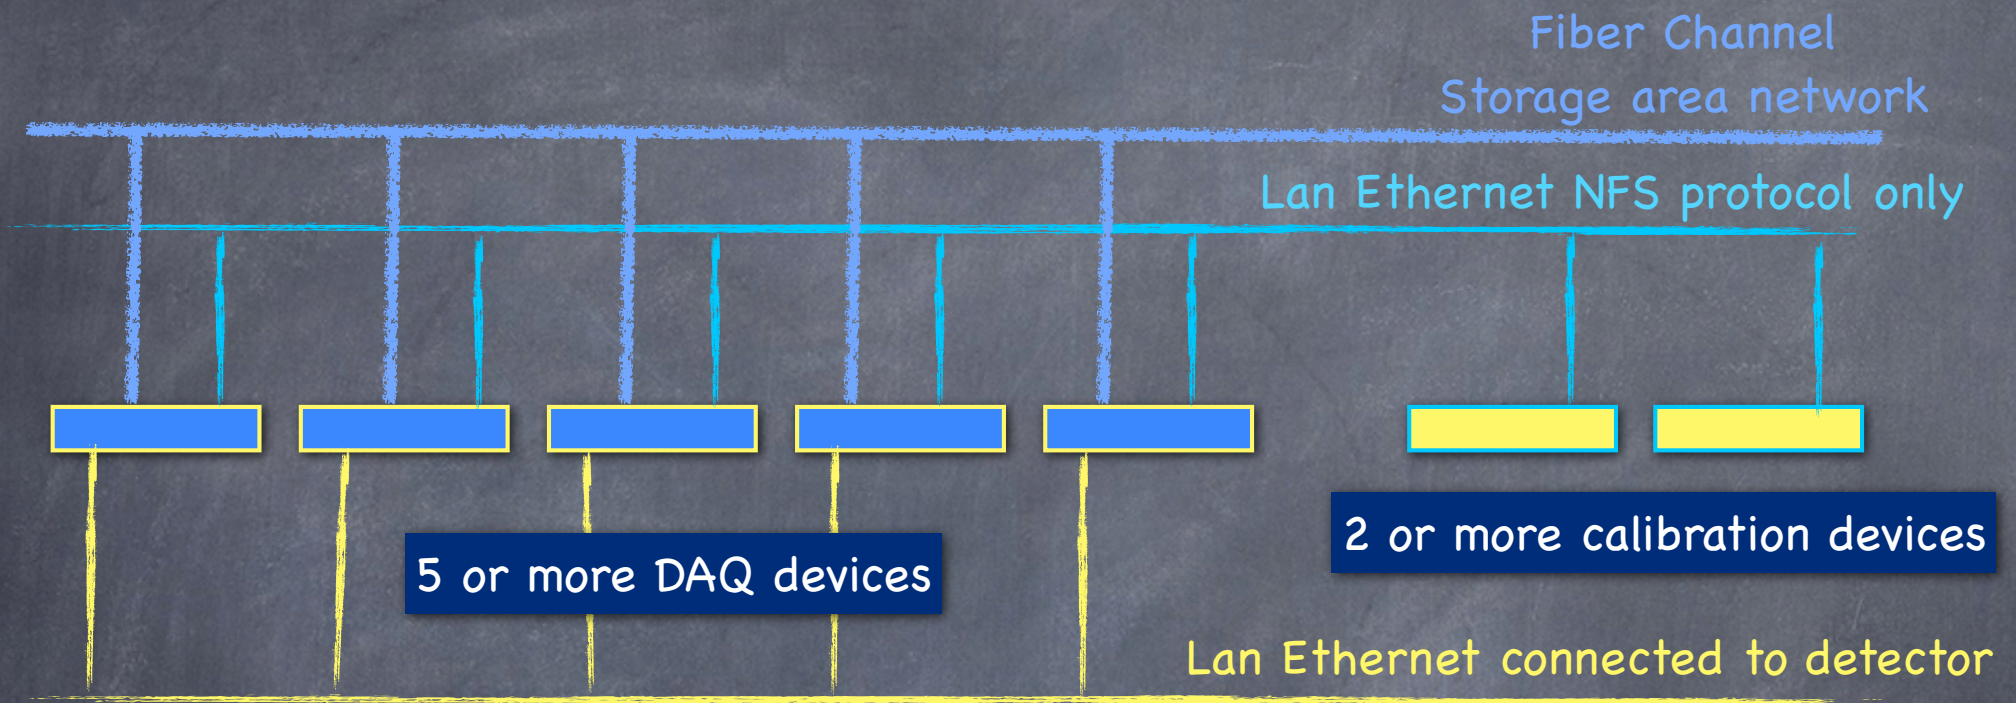 Fiber Channel
Storage area network
Lan Ethernet NFS protocol only
2 or more calibration devices
5 or more DAQ devices
Lan Ethernet connected to detector